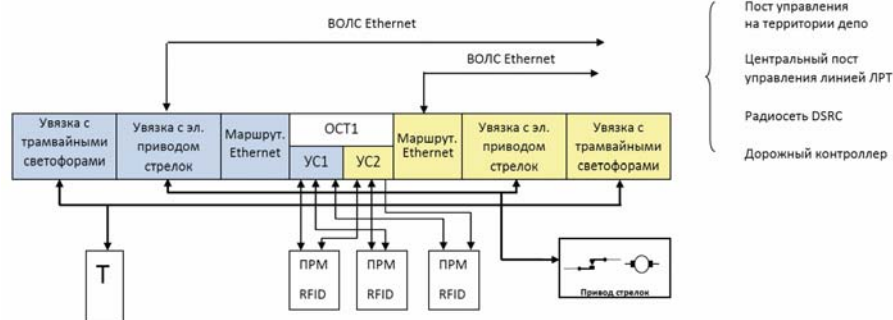 ВОЛС Ethernet
ВОЛС Ethernet
Пост управления
на территории депо
Центральный пост
управления линией ЛРТ
Радиосеть DSRC
Дорожный контроллер
Увязка с
трамвайными
светофорами
Увязка с эл.
приводом
стрелок
Маршрут.
Ethernet
ОСТ1
УС1
УС2
Маршрут.
Ethernet
Увязка с эл.
приводом
стрелок
Увязка с
трамвайными
светофорами
Т
ПРМ
RFID
ПРМ
RFID
ПРМ
RFID
Привод стрелок